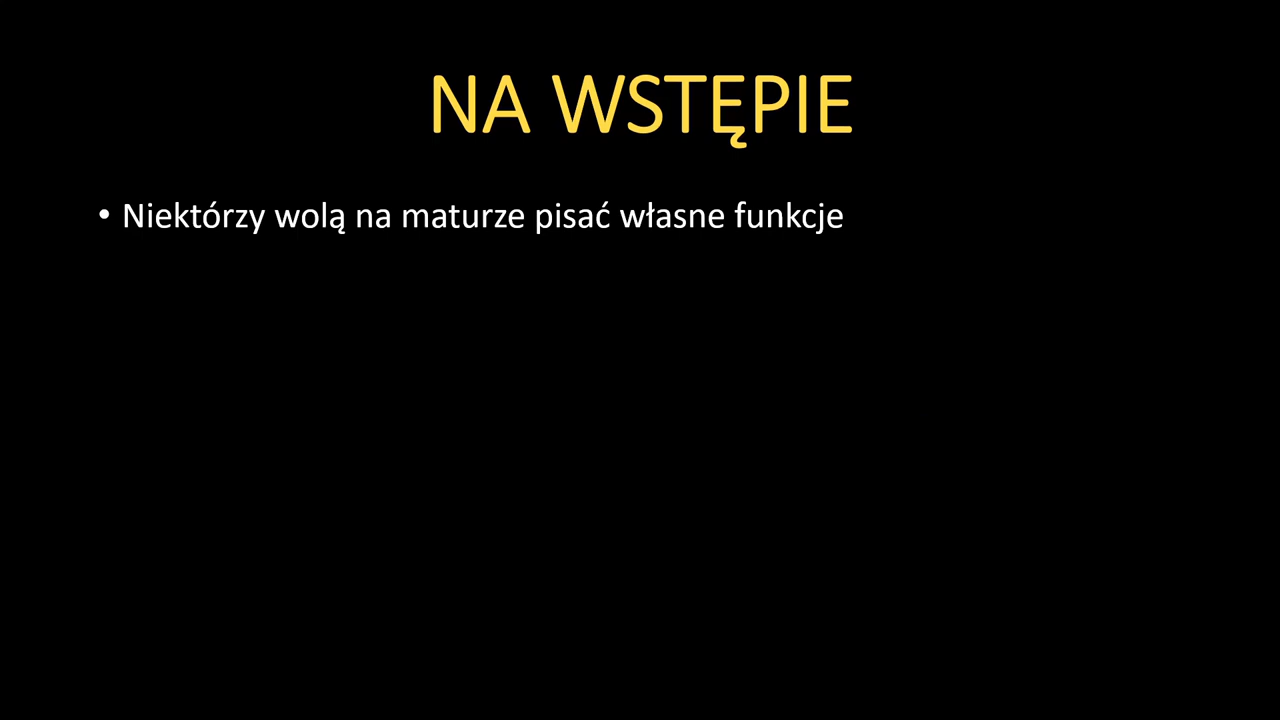 NA WSTĘPIE
• Niektórzy wolą na maturze pisać własne funkcje